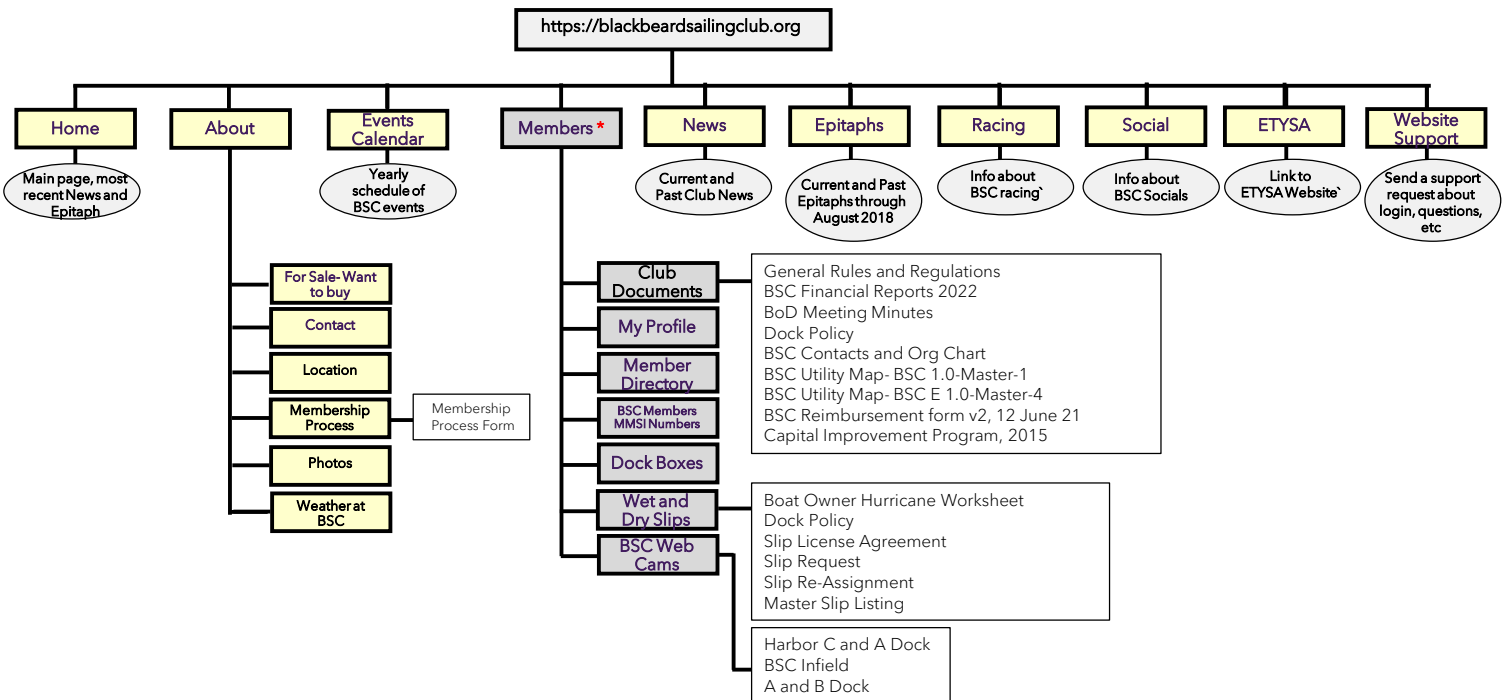 https://blackbeardsailingclub.org
Home
About
Events
Calendar
Members *
News
Epitaphs
Racing
Social
ETYSA
Website
Support
Main page, most
recent News and
Epitaph
Yearly
schedule of
BSC events
Current and
Past Club News
Current and Past
Epitaphs through
August 2018
Info about
BSC racing`
Info about
BSC Socials
Link to
ETYSA Website`
Send a support
request about
login, questions,
etc
For Sale-Want
to buy
Contact
Location
Membership
Process
Membership
Process Form
Photos
Weather at
BSC
Club
Documents
General Rules and Regulations
BSC Financial Reports 2022
BoD Meeting Minutes
Dock Policy
BSC Contacts and Org Chart
BSC Utility Map- BSC 1.0-Master-1
BSC Utility Map- BSC E 1.0-Master-4
BSC Reimbursement form v2, 12 June 21
Capital Improvement Program, 2015
My Profile
Member
Directory
BSC Members
MMSI Numbers
Dock Boxes
Wet and
Dry Slips
Boat Owner Hurricane Worksheet
Dock Policy
Slip License Agreement
Slip Request
Slip Re-Assignment
Master Slip Listing
BSC Web
Cams
Harbor C and A Dock
BSC Infield
A and B Dock